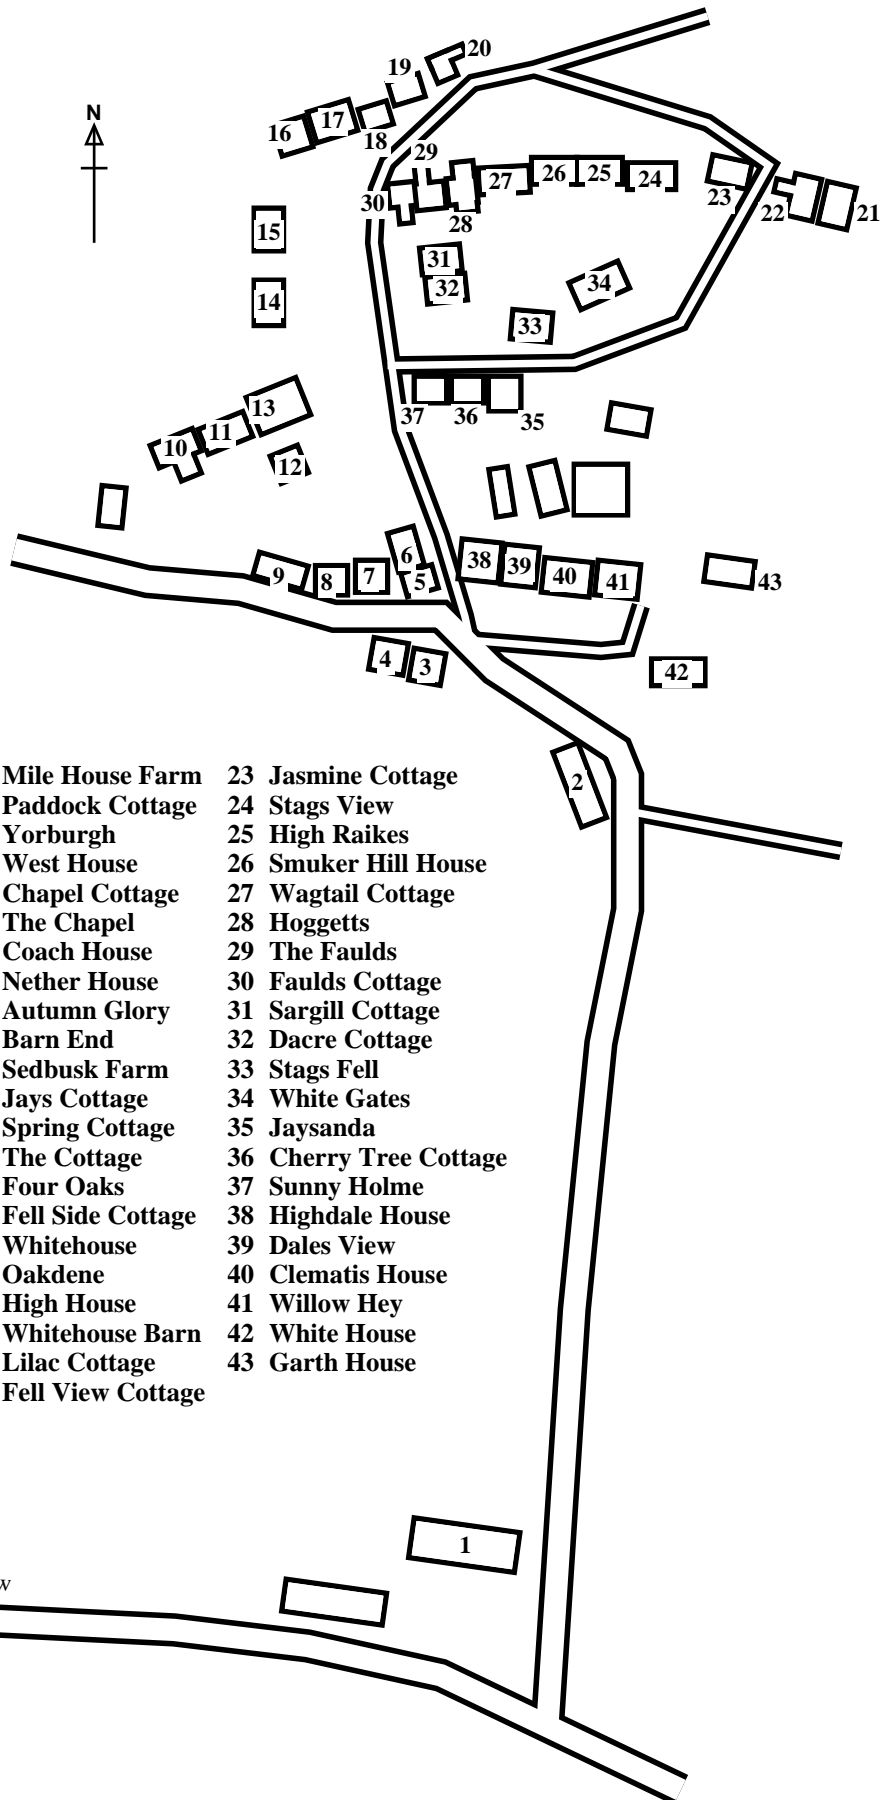 N
20
19
17
16
18
29
30
28
27
26
25
24
23
22
21
15
14
31
32
34
33
13
11
10
12
37
36
35
9
8
7
6
5
38
39
40
41
43
4
3
42
2
Mile House Farm 23 Jasmine Cottage
Paddock Cottage 24 Stags View
Yorburgh 25 High Raikes
West House 26 Smuker Hill House
Chapel Cottage 27 Wagtail Cottage
The Chapel 28 Hoggetts
Coach House 29 The Faulds
Nether House 30 Faulds Cottage
Autumn Glory 31 Sargill Cottage
Barn End 32 Dacre Cottage
Sedbusk Farm 33 Stags Fell
Jays Cottage 34 White Gates
Spring Cottage 35 Jaysanda
The Cottage 36 Cherry Tree Cottage
Four Oaks 37 Sunny Holme
Fell Side Cottage 38 Highdale House
Whitehouse 39 Dales View
Oakdene 40 Clematis House
High House 41 Willow Hey
Whitehouse Barn 42 White House
Lilac Cottage 43 Garth House
Fell View Cottage
1
w